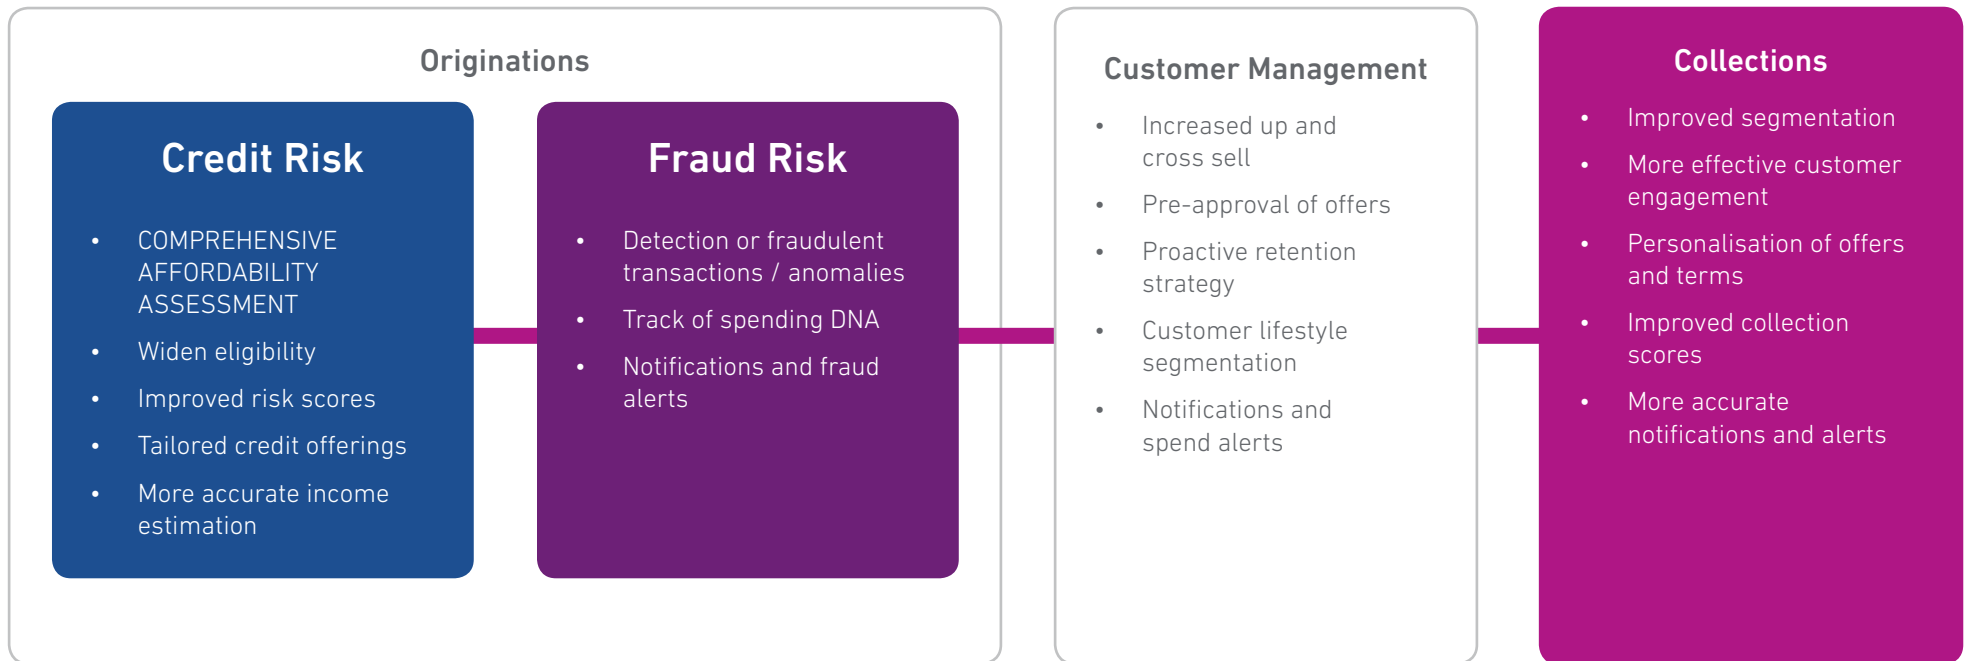 Originations
Credit Risk
• COMPREHENSIVE
AFFORDABILITY
ASSESSMENT
• Widen eligibility
• Improved risk scores
• Tailored credit offerings
• More accurate income
estimation
Fraud Risk
• Detection or fraudulent
transactions / anomalies
• Track of spending DNA
• Notifications and fraud
alerts
Customer Management
• Increased up and
cross sell
• Pre-approval of offers
• Proactive retention
strategy
• Customer lifestyle
segmentation
• Notifications and
spend alerts
Collections
• Improved segmentation
• More effective customer
engagement
• Personalisation of offers
and terms
• Improved collection
scores
• More accurate
notifications and alerts